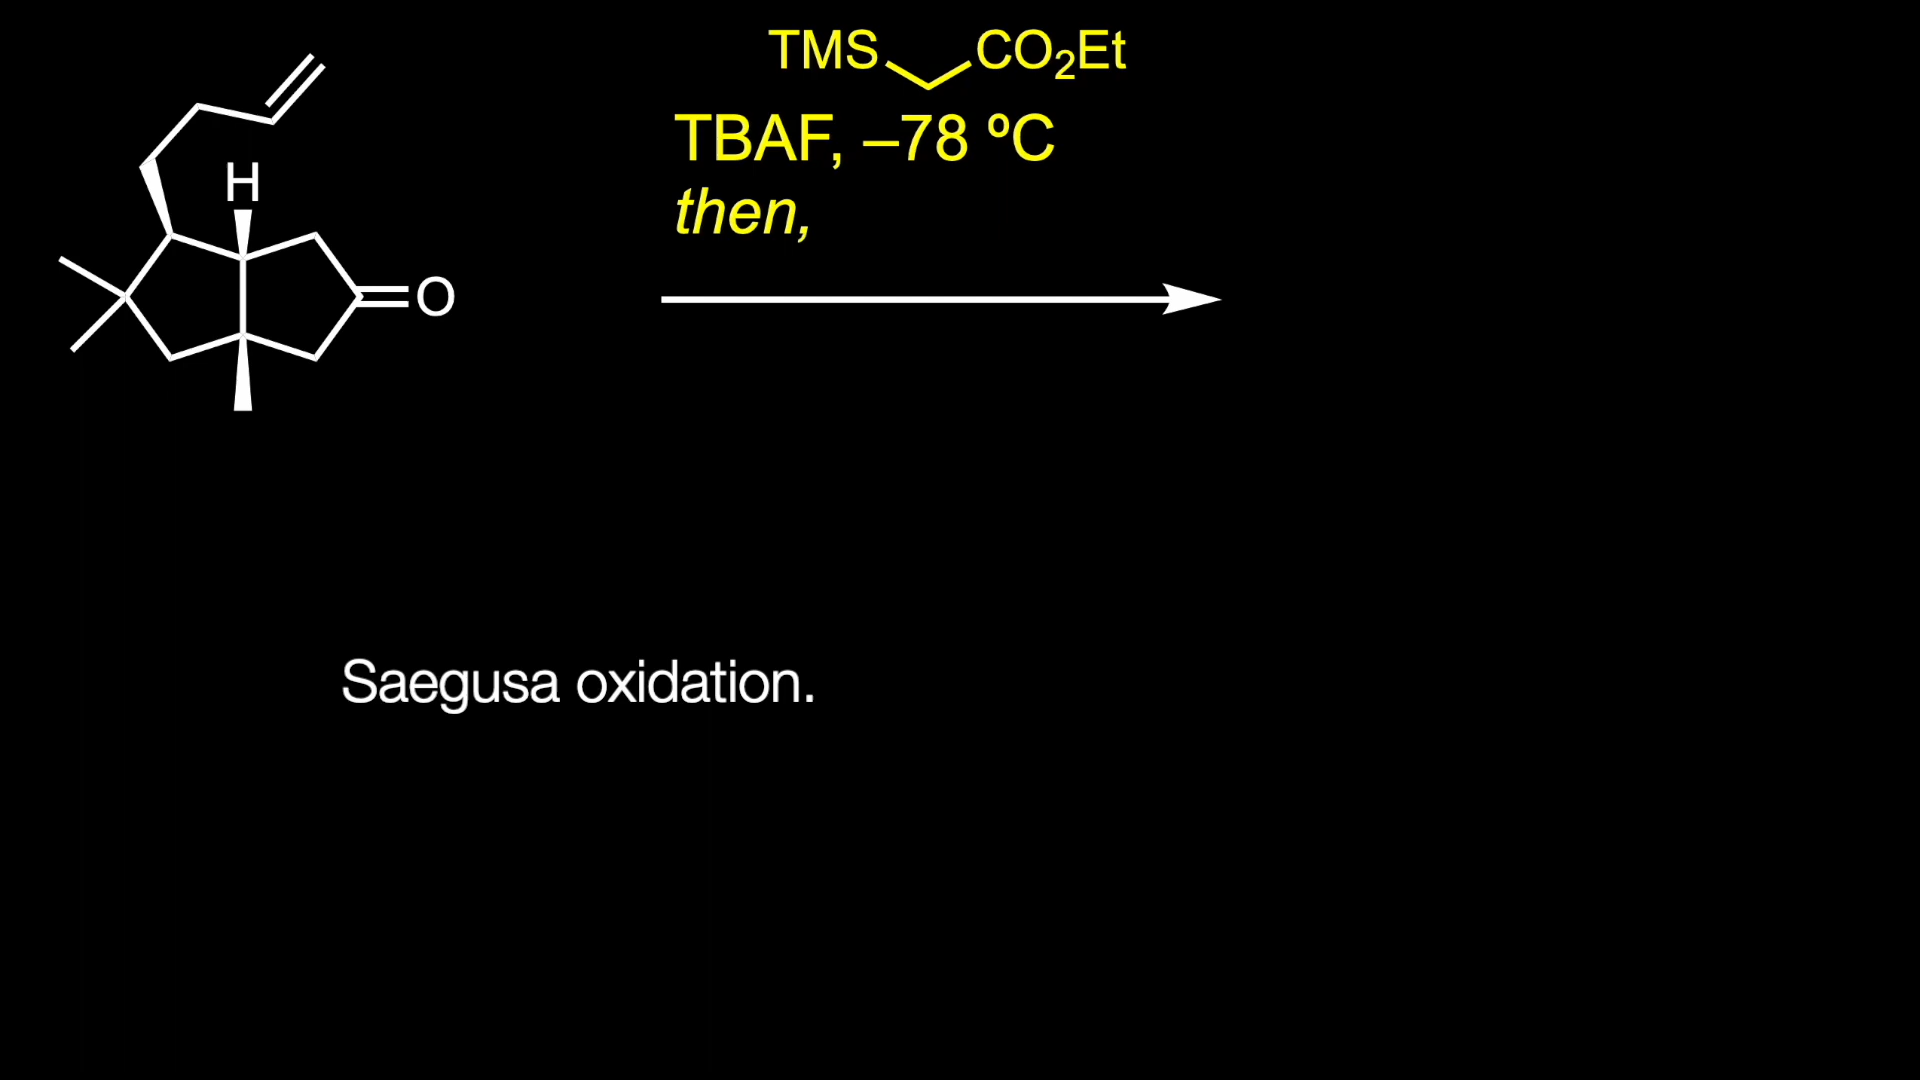 TMS CO₂Et
TBAF, –78 ºC
then,
H
O
Saegusa oxidation.